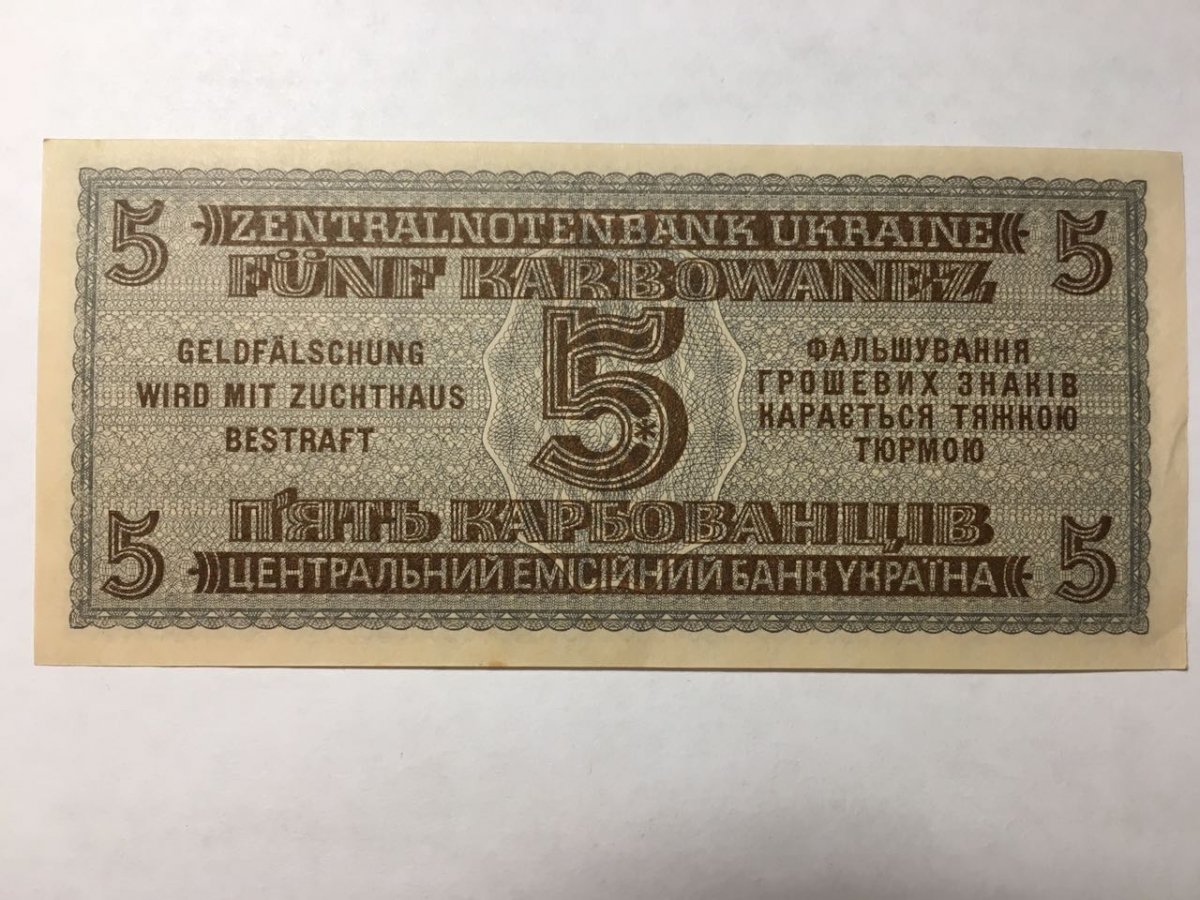 5 ZENTRALNOTENBANK UKRAINE 5
FÜNF KARBOWANEZ
5
GELDFÄLSCHUNG
WIRD MIT ZUCHTHAUS
BESTRAFT
ФАЛЬШУВАННЯ
ГРОШЕВИХ ЗНАКІВ
КАРАЄТЬСЯ ТЯЖКОЮ
ТЮРМОЮ
5 П'ЯТЬ КАРБОВАНЦІВ 5
ЦЕНТРАЛЬНИЙ ЕМІСІЙНИЙ БАНК УКРАЇНА